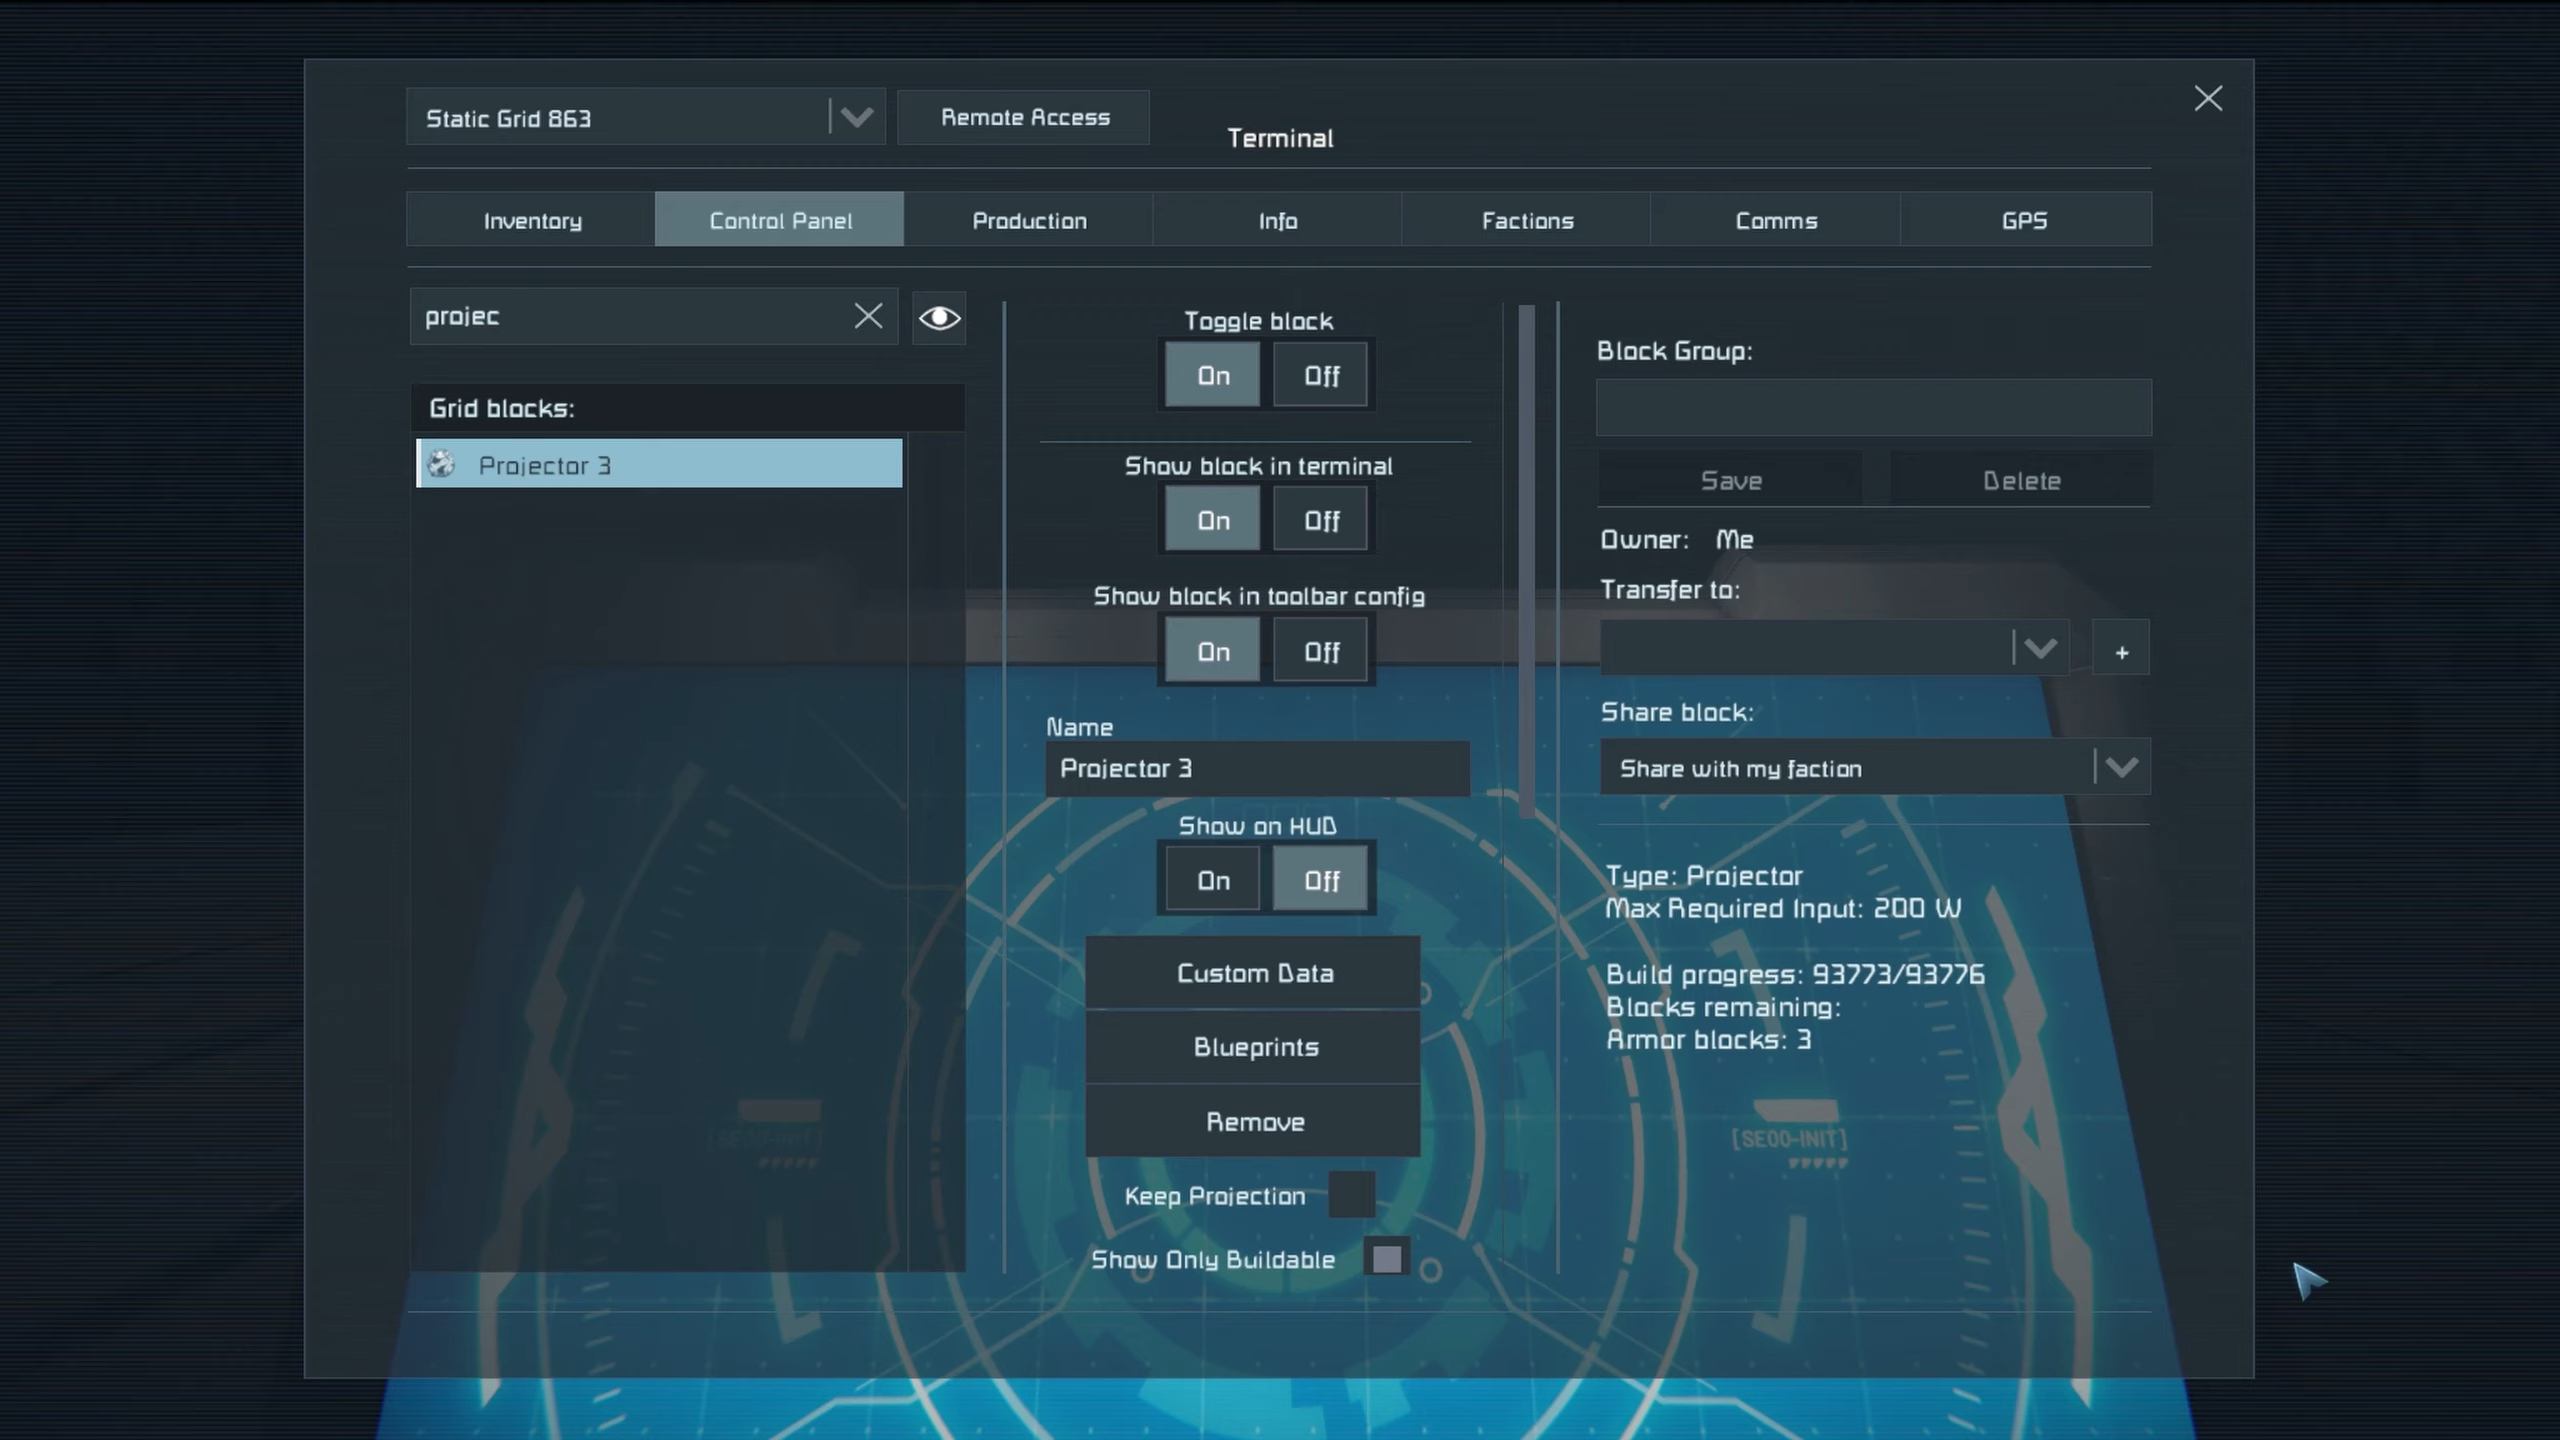 Static Grid 863
Remote Access
Terminal
Inventory
Control Panel
Production
Info
Factions
Comms
GPS
projec
Grid blocks:
Projector 3
Toggle block
On
Off
Show block in terminal
On
Off
Show block in toolbar config
On
Off
Name
Projector 3
Show on HUD
On
Off
Custom Data
Blueprints
Remove
Keep Projection
Show Only Buildable
Block Group:
Save
Delete
Owner: Me
Transfer to:
+
Share block:
Share with my faction
Type: Projector
Max Required Input: 200 W
Build progress: 93773/93776
Blocks remaining:
Armor blocks: 3
[SE00-INIT]
[SE00-INIT]